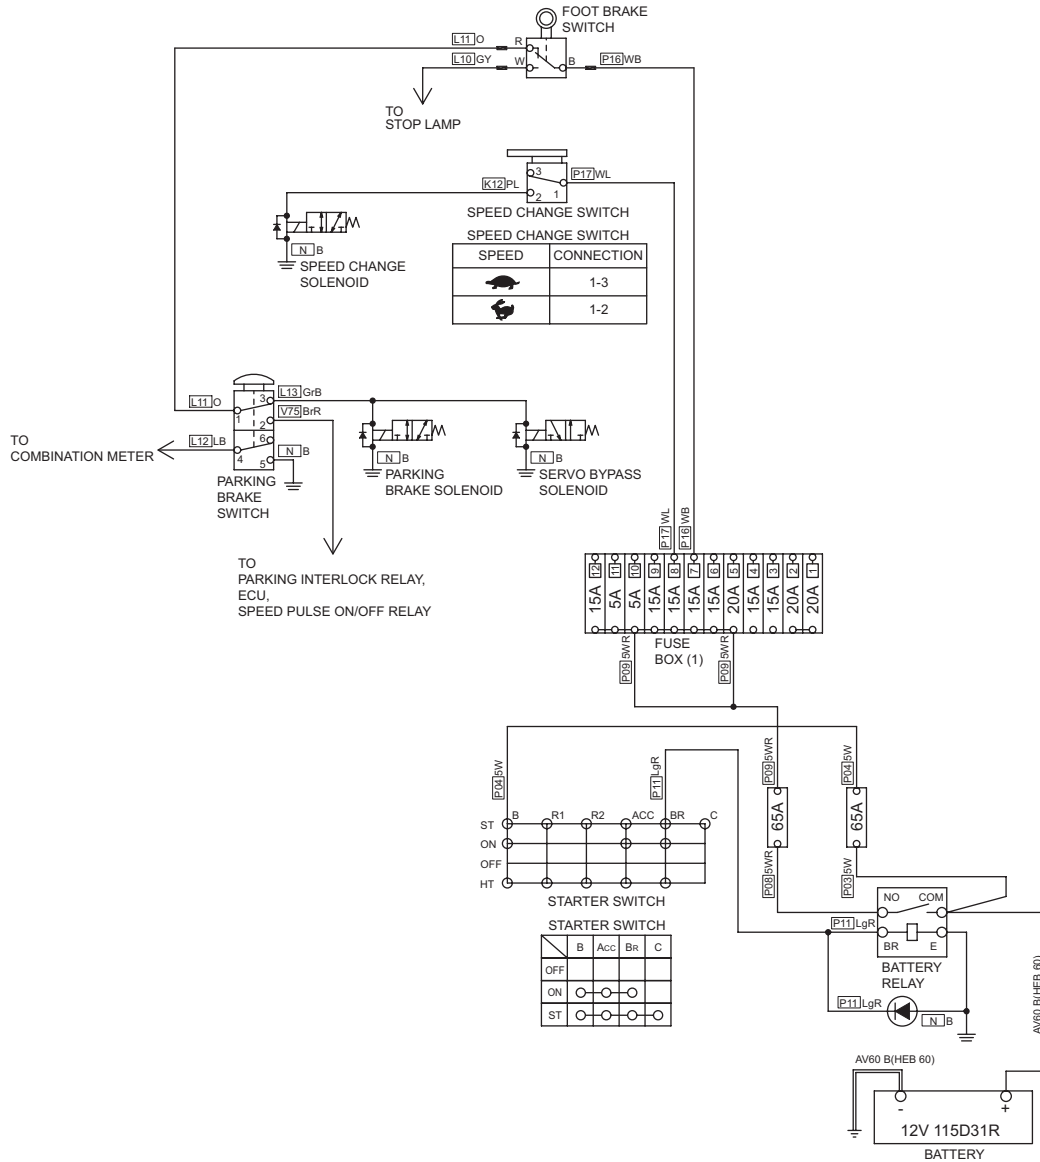 FOOT BRAKE
SWITCH
L11 O
R
L10 GY
W
B
P16 WB
TO
STOP LAMP
3
P17 WL
K12 PL
2 1
SPEED CHANGE SWITCH
N B
SPEED CHANGE
SOLENOID
SPEED CHANGE SWITCH
SPEED CONNECTION
1-3
1-2
L13 GrB
L11 O
3
1
2
V75 BrR
TO
COMBINATION METER
L12 LB
6
4
5
N B
PARKING
BRAKE
SWITCH
N B
PARKING
BRAKE SOLENOID
N B
SERVO BYPASS
SOLENOID
TO
PARKING INTERLOCK RELAY,
ECU,
SPEED PULSE ON/OFF RELAY
P17 WL
P16 WB
12 11 10 9 8 7 6 5 4 3 2 1
15A 5A 5A 15A 15A 15A 15A 20A 15A 15A 20A 20A
FUSE
BOX (1)
P09 5WR
P09 5WR
P04 5W
P11 LgR
P09 5WR
P04 5W
65A
65A
P08 5WR
P03 5W
B R1 R2 ACC BR C
ST
ON
OFF
HT
STARTER SWITCH
STARTER SWITCH
B ACC BR C
OFF
ON
ST
NO COM
P11 LgR
BR E
BATTERY
RELAY
P11 LgR
N B
AV60 B(HEB 60)
AV60 B(HEB 60)
- +
12V 115D31R
BATTERY